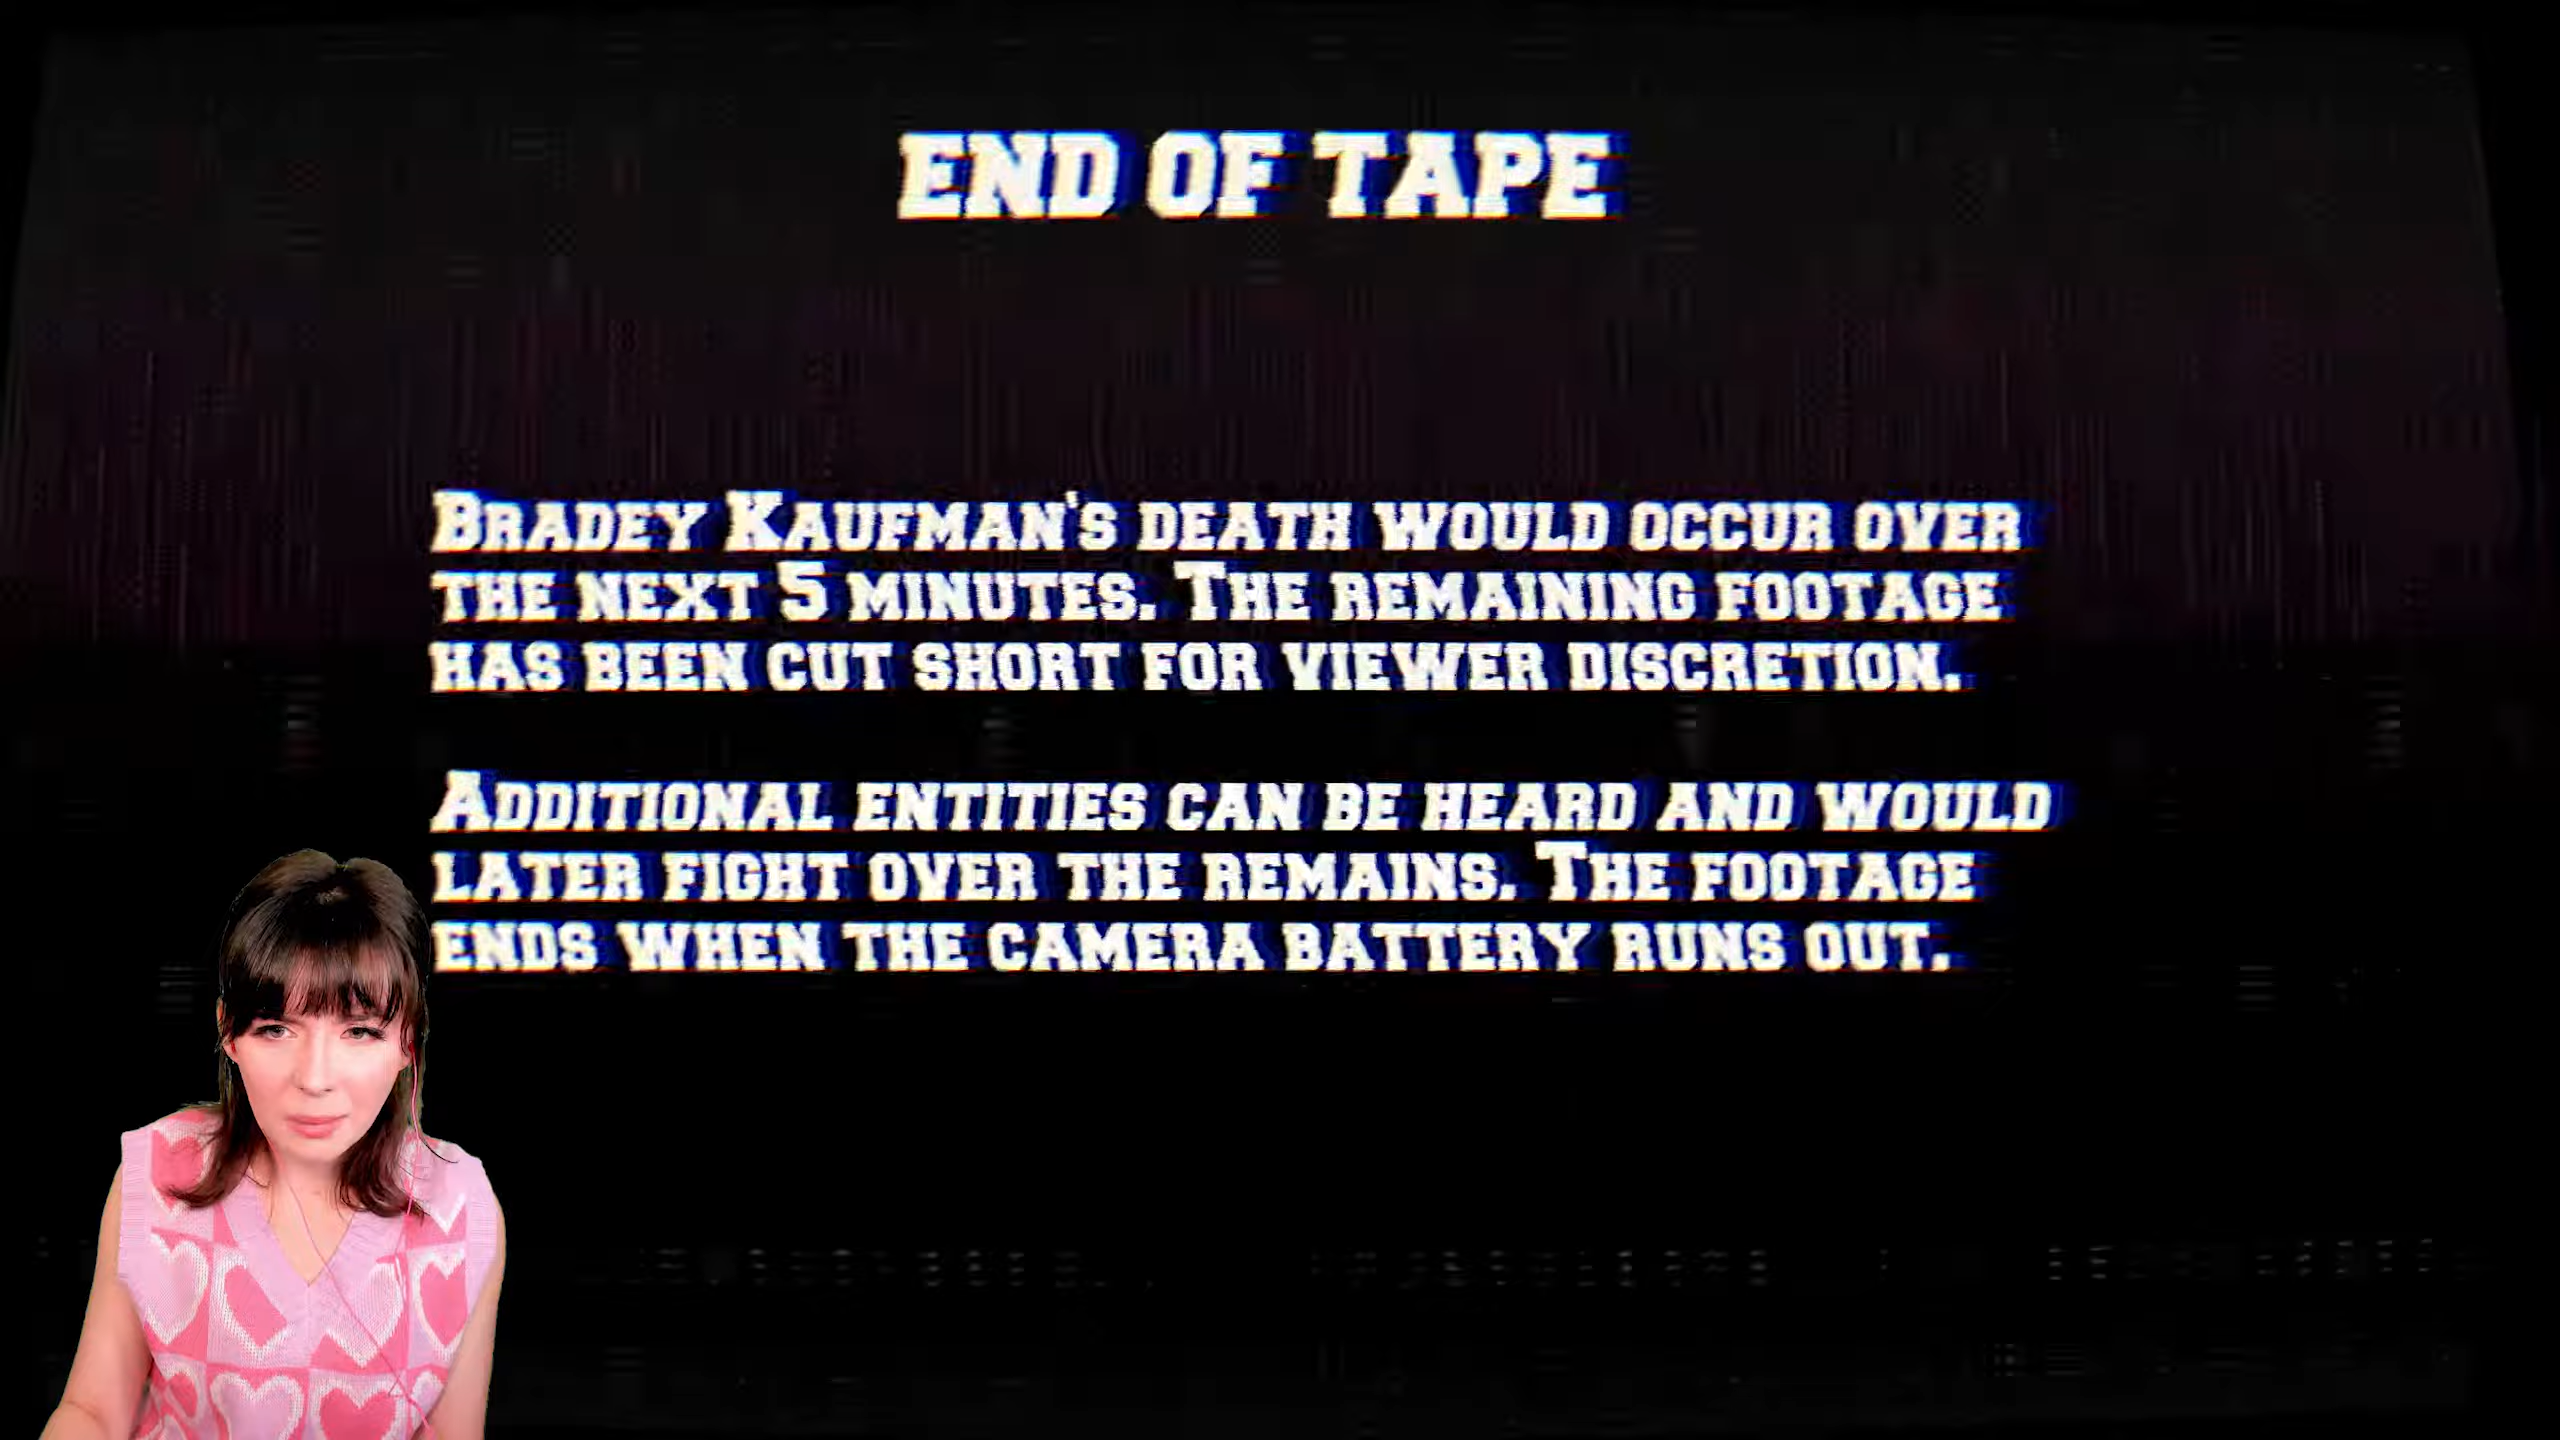 END OF TAPE
BRADEY KAUFMAN'S DEATH WOULD OCCUR OVER
THE NEXT 5 MINUTES. THE REMAINING FOOTAGE
HAS BEEN CUT SHORT FOR VIEWER DISCRETION.
ADDITIONAL ENTITIES CAN BE HEARD AND WOULD
LATER FIGHT OVER THE REMAINS. THE FOOTAGE
ENDS WHEN THE CAMERA BATTERY RUNS OUT.